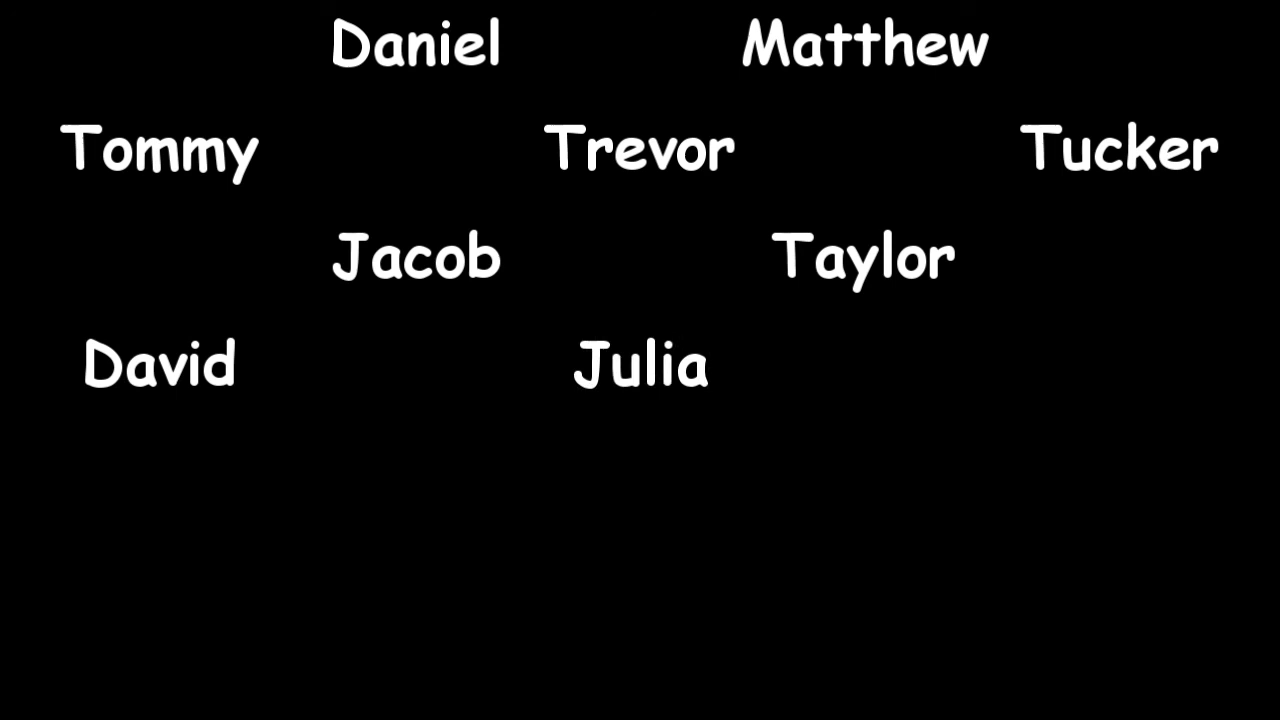 Daniel Matthew
Tommy Trevor Tucker
Jacob Taylor
David Julia